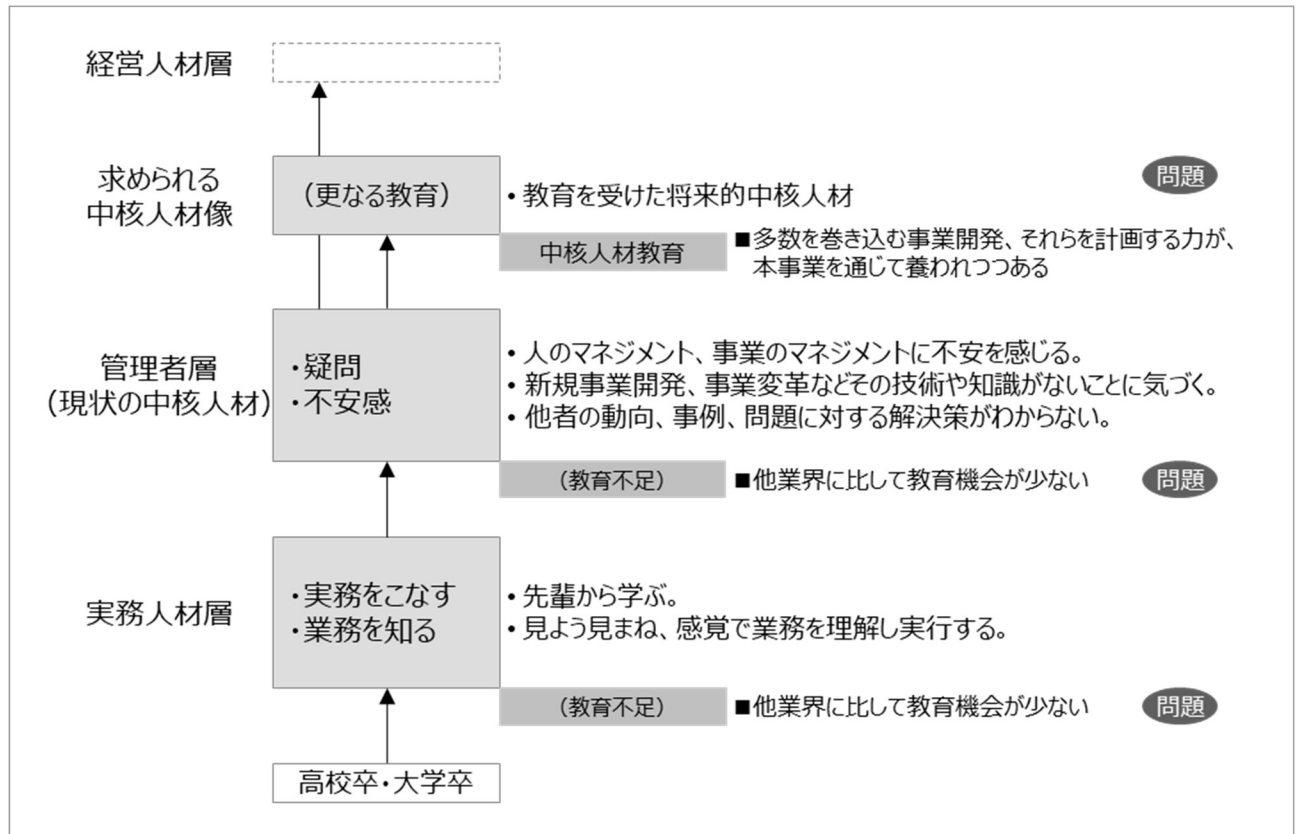 経営人材層
求められる
中核人材像
(更なる教育)
・教育を受けた将来的中核人材
問題
中核人材教育
■多数を巻き込む事業開発、それらを計画する力が、
本事業を通じて養われつつある
管理者層
(現状の中核人材)
・疑問
・不安感
・人のマネジメント、事業のマネジメントに不安を感じる。
・新規事業開発、事業変革などその技術や知識がないことに気づく。
・他者の動向、事例、問題に対する解決策がわからない。
(教育不足)
■他業界に比して教育機会が少ない
問題
実務人材層
・実務をこなす
・業務を知る
・先輩から学ぶ。
・見よう見まね、感覚で業務を理解し実行する。
(教育不足)
■他業界に比して教育機会が少ない
問題
高校卒・大学卒